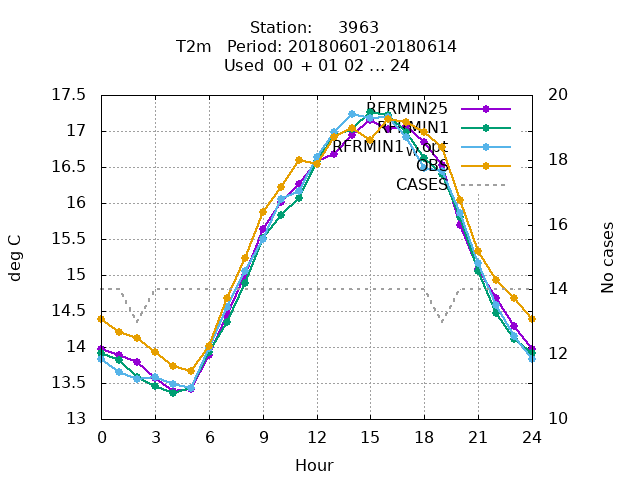 Station: 3963
T2m Period: 20180601-20180614
Used 00 + 01 02 ... 24
17.5
17
16.5
16
15.5
15
14.5
14
13.5
13
20
18
16
14
12
10
deg C
No cases
RFRMIN25
RFRMIN1
RFRMIN1_W_opt
OBS
CASES
0 3 6 9 12 15 18 21 24
Hour